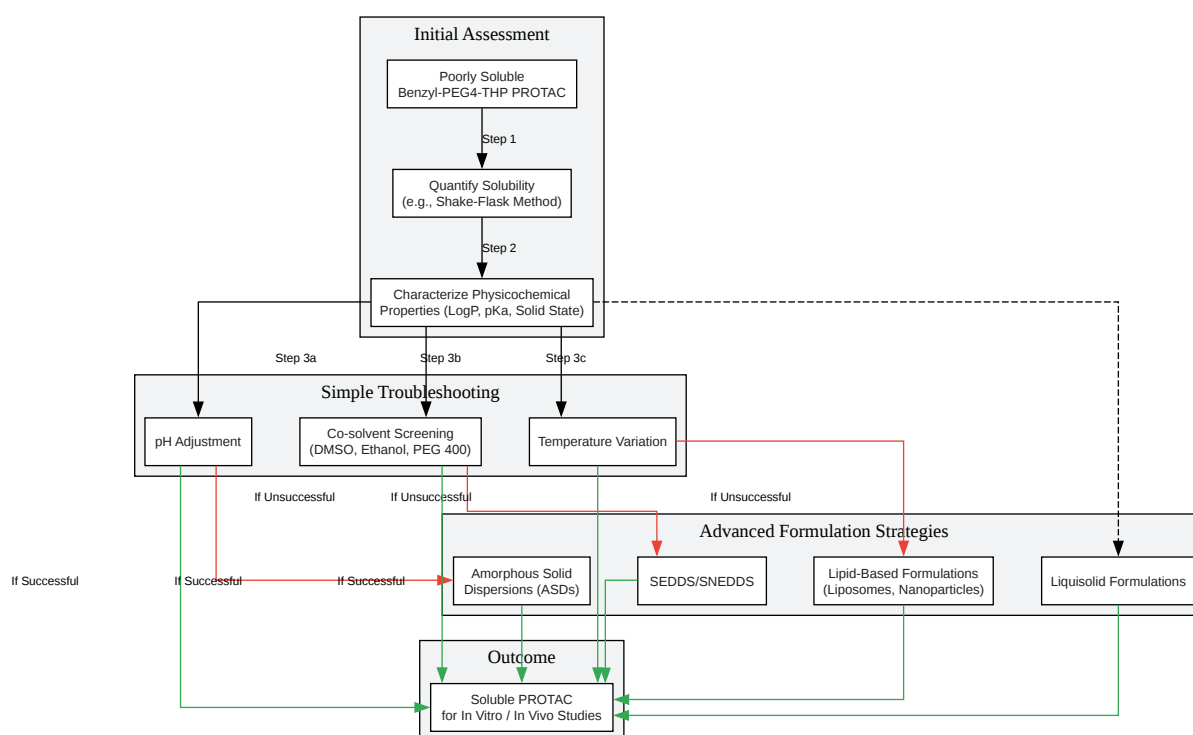 Initial Assessment
Poorly Soluble
Benzyl-PEG4-THP PROTAC
Step 1
Quantify Solubility
(e.g., Shake-Flask Method)
Step 2
Characterize Physicochemical
Properties (LogP, pKa, Solid State)
Step 3a
Step 3b
Step 3c
Simple Troubleshooting
pH Adjustment
Co-solvent Screening
(DMSO, Ethanol, PEG 400)
Temperature Variation
If Unsuccessful
If Unsuccessful
If Unsuccessful
Advanced Formulation Strategies
If Successful
If Successful
If Successful
Amorphous Solid
Dispersions (ASDs)
SEDDS/SNEDDS
Lipid-Based Formulations
(Liposomes, Nanoparticles)
Liquisolid Formulations
Outcome
Soluble PROTAC
for In Vitro / In Vivo Studies